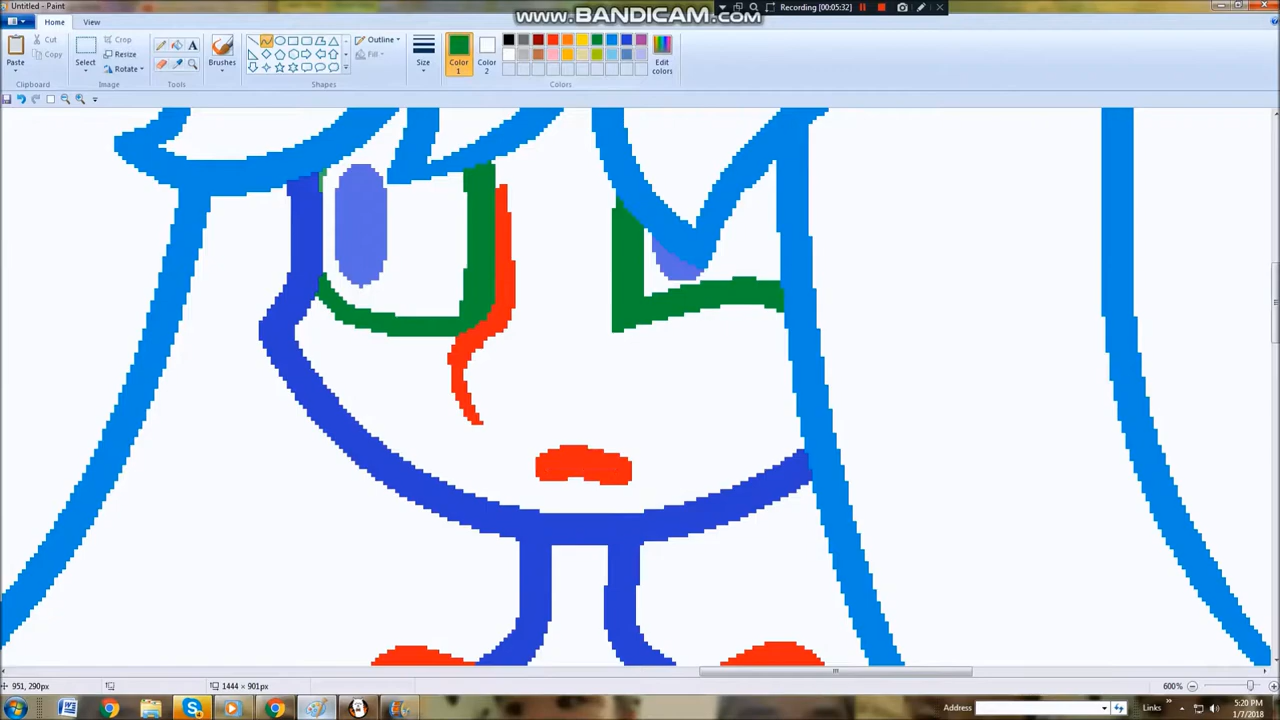 Untitled - Paint
www.BANDICAM.com
Recording [00:05:32]
Home
View
Paste
Cut
Copy
Clipboard
Select
Crop
Resize
Rotate
Image
Tools
A
Brushes
Outline
Fill
Shapes
Size
Color 1
Color 2
Colors
Edit colors
951, 290px
1444 × 901px
600%
Address
Links
»
5:20 PM
1/7/2018